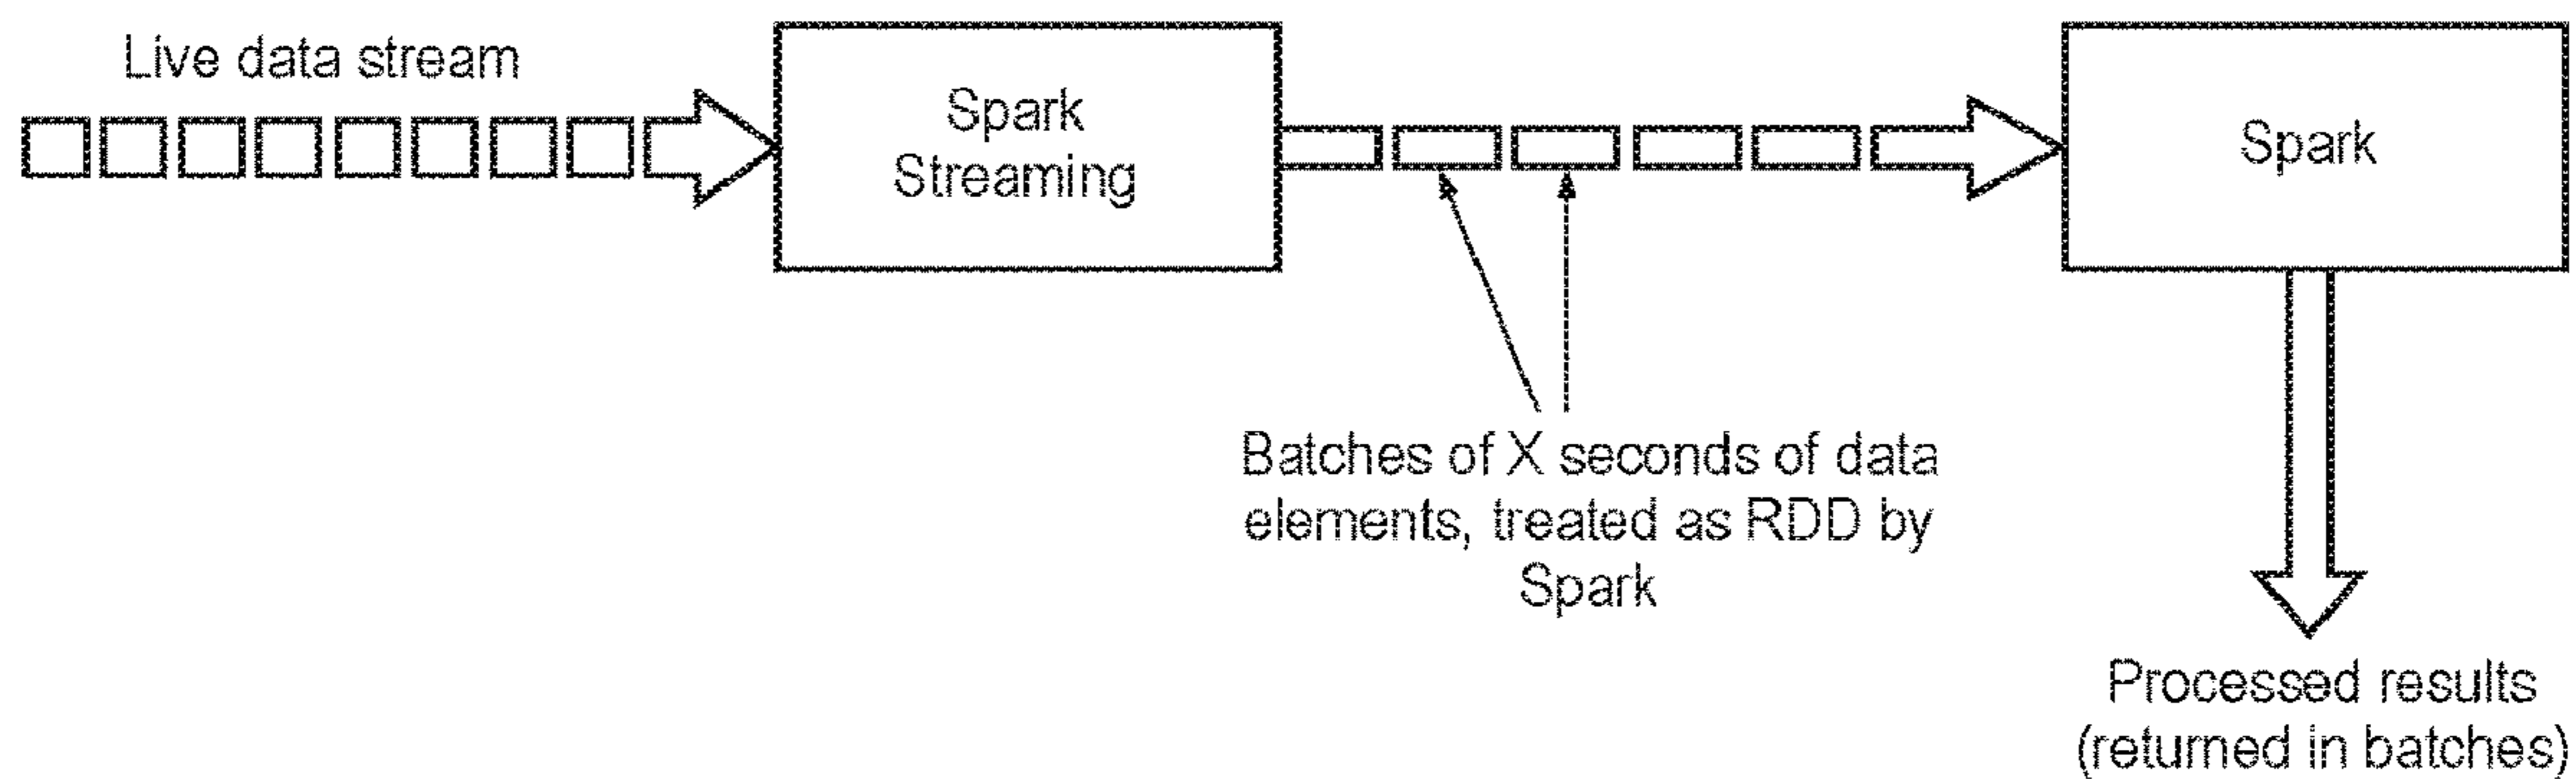 Live data stream
Spark
Streaming
Spark
Batches of X seconds of data
elements, treated as RDD by
Spark
Processed results
(returned in batches)